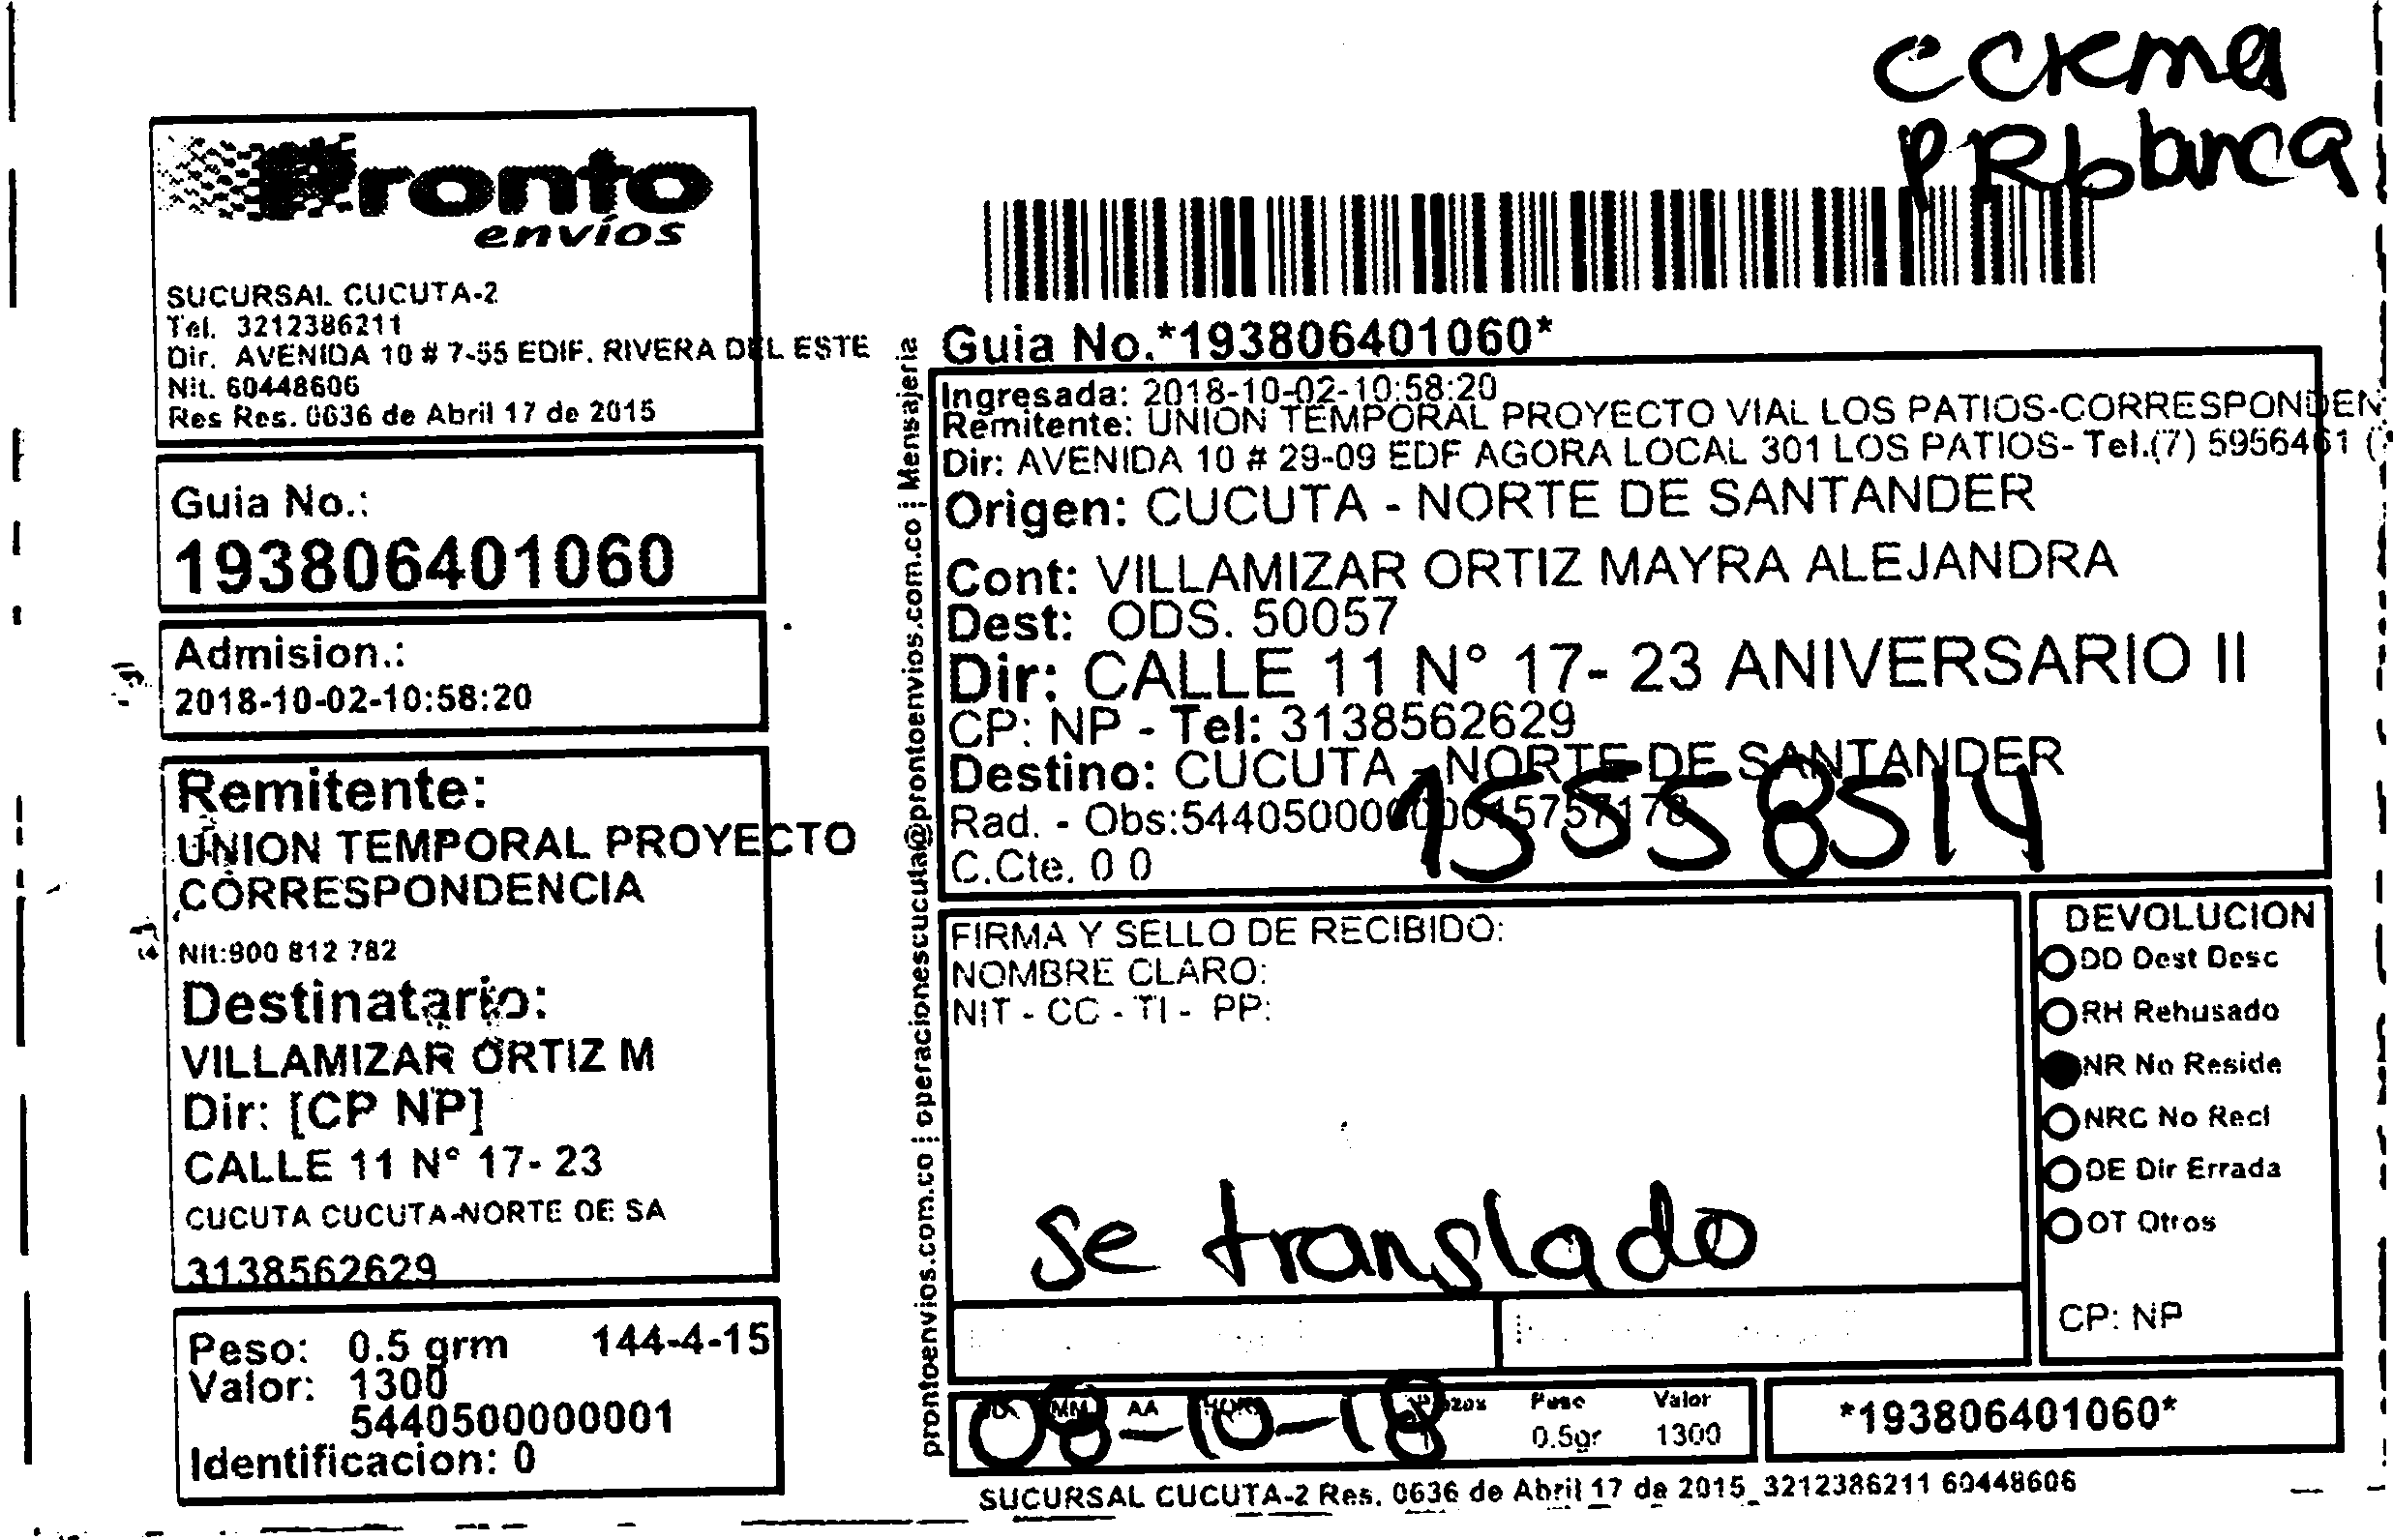 CCrema
PRbbanca
Pronto
envíos
SUCURSAL CUCUTA-2
Tel. 3212386211
Dir. AVENIDA 10 # 7-55 EDIF. RIVERA DEL ESTE
Nit. 60448606
Res Res. 0636 de Abril 17 de 2015
Guia No.:
193806401060
Admision.:
2018-10-02-10:58:20
Remitente:
UNION TEMPORAL PROYECTO
CORRESPONDENCIA
Nit:900 812 782
Destinatario:
VILLAMIZAR ORTIZ M
Dir: [CP NP]
CALLE 11 N° 17- 23
CUCUTA CUCUTA-NORTE DE SA
3138562629
Peso: 0.5 grm 144-4-15
Valor: 1300
5440500000001
Identificacion: 0
prontoenvios.com.co | operacionescucuta@prontoenvios.com.co | Mensajeria
Guia No.*193806401060*
Ingresada: 2018-10-02-10:58:20
Remitente: UNION TEMPORAL PROYECTO VIAL LOS PATIOS-CORRESPONDEN
Dir: AVENIDA 10 # 29-09 EDF AGORA LOCAL 301 LOS PATIOS- Tel.(7) 5956461 (
Origen: CUCUTA - NORTE DE SANTANDER
Cont: VILLAMIZAR ORTIZ MAYRA ALEJANDRA
Dest: ODS. 50057
Dir: CALLE 11 N° 17- 23 ANIVERSARIO II
CP: NP - Tel: 3138562629
Destino: CUCUTA - NORTE DE SANTANDER
Rad. - Obs:
15558514
C.Cte. 0 0
FIRMA Y SELLO DE RECIBIDO:
NOMBRE CLARO:
NIT - CC - TI - PP:
se translado
DEVOLUCION
DD Dest Desc
RH Rehusado
NR No Reside
NRC No Recl
DE Dir Errada
OT Otros
CP: NP
MM AA Peso Valor
08-10-18 0.5gr 1300
*193806401060*
SUCURSAL CUCUTA-2 Res. 0636 de Abril 17 de 2015 3212386211 60448606